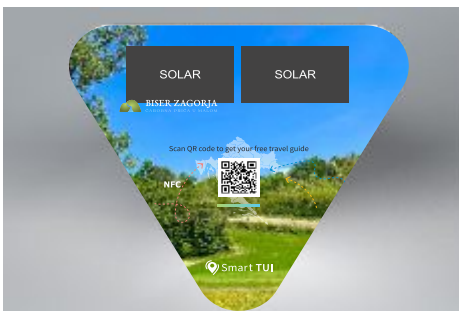 SOLAR
SOLAR
BISER ZAGORJA
Scan QR code to get your free travel guide
NFC
Smart TUI